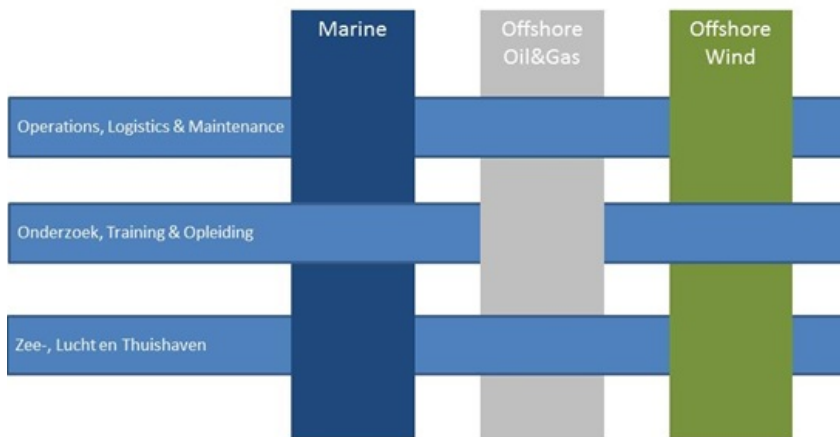 Marine
Offshore
Oil&Gas
Offshore
Wind
Operations, Logistics & Maintenance
Onderzoek, Training & Opleiding
Zee-, Lucht en Thuishaven